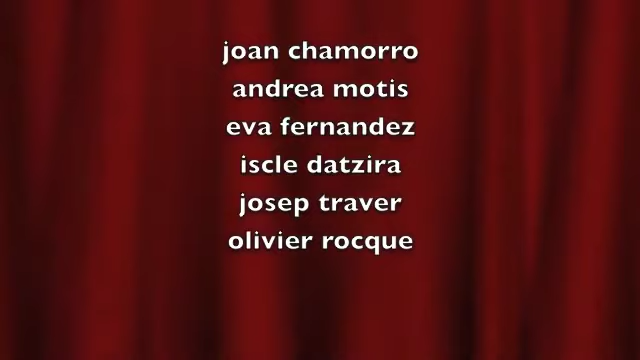 joan chamorro
andrea motis
eva fernandez
iscle datzira
josep traver
olivier rocque